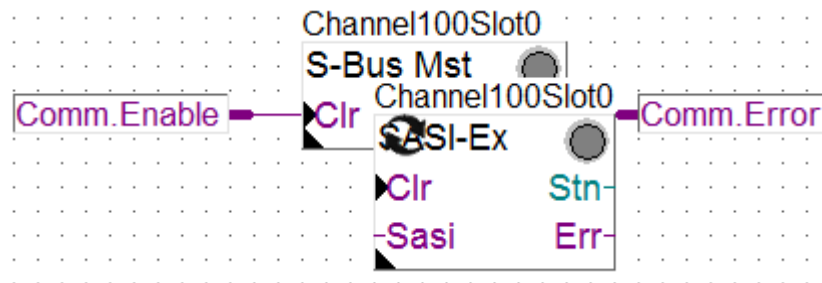 Channel100Slot0
S-Bus Mst
Channel100Slot0
Comm.Enable Clr Comm.Error
SASI-Ex
Clr Stn
Sasi Err